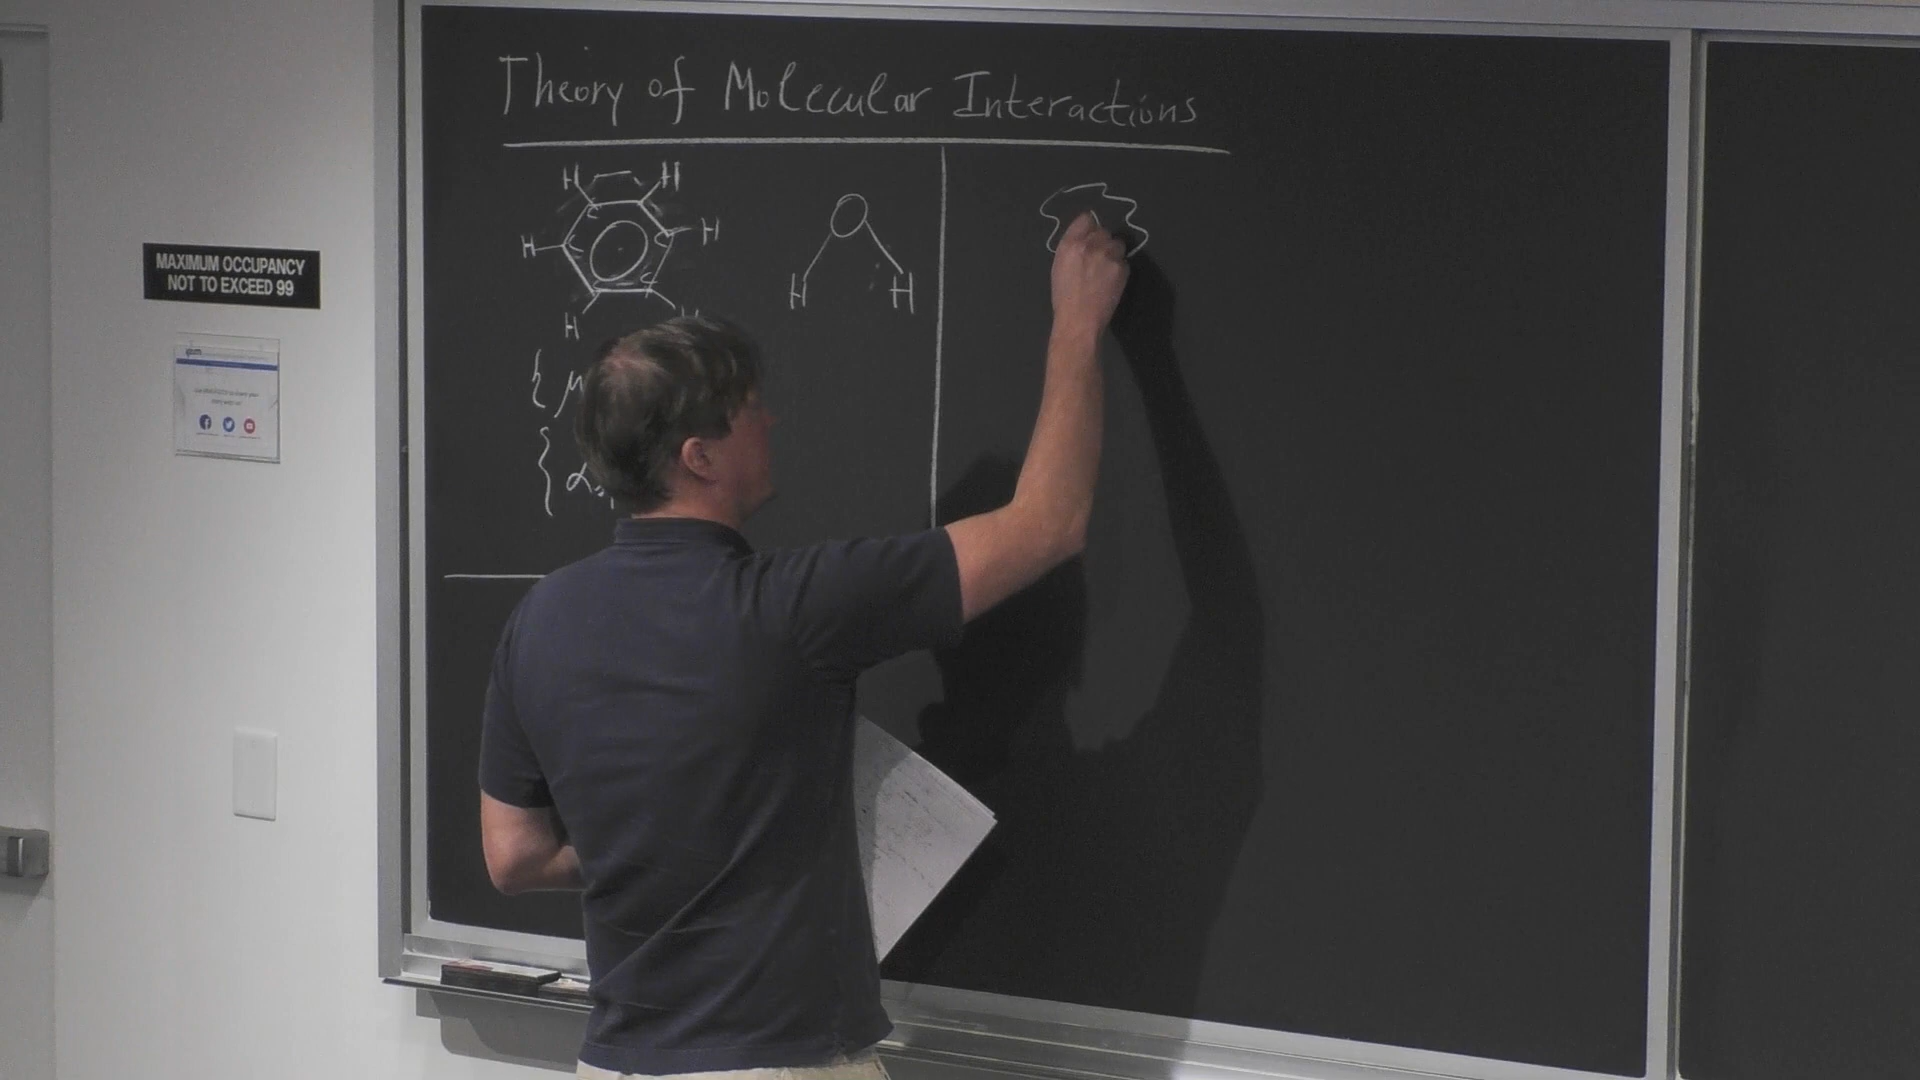 Theory of Molecular Interactions
H H
C
H C C H
C
H
O
H H
{ μ
{ α
MAXIMUM OCCUPANCY
NOT TO EXCEED 99